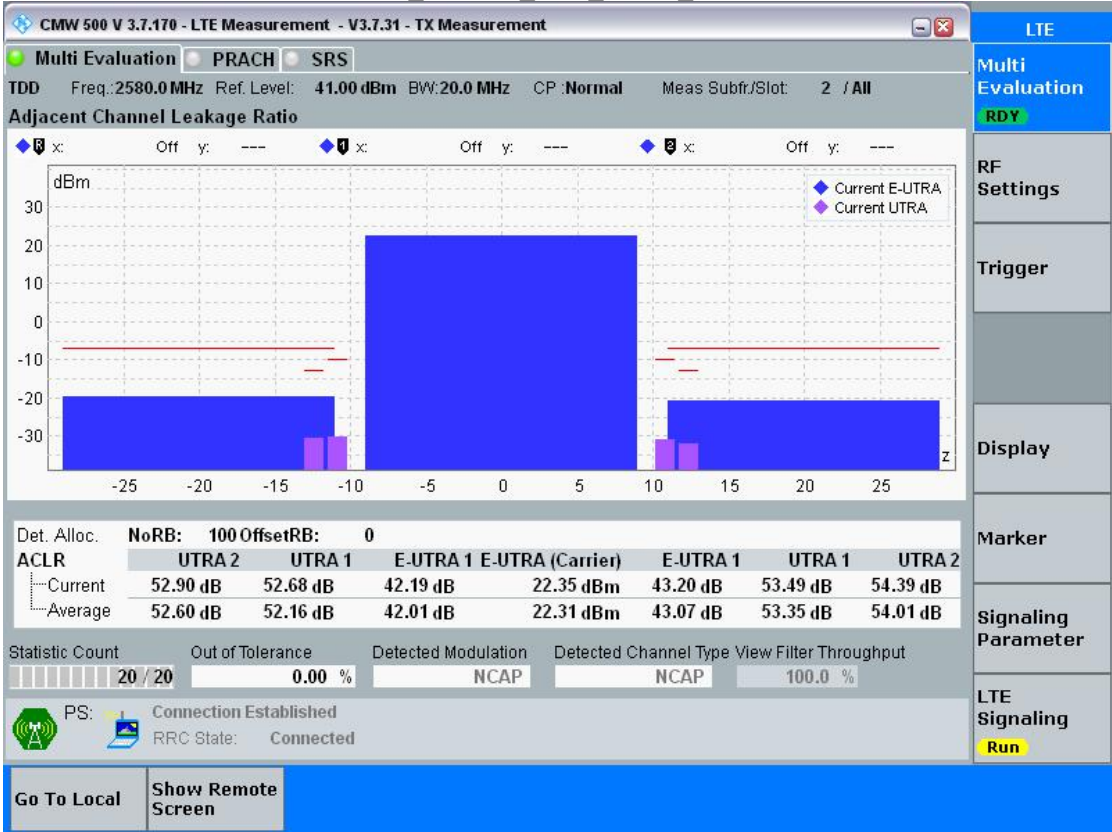 CMW 500 V 3.7.170 - LTE Measurement - V3.7.31 - TX Measurement
LTE
Multi Evaluation PRACH SRS
TDD Freq.:2580.0 MHz Ref. Level: 41.00 dBm BW:20.0 MHz CP :Normal Meas Subfr./Slot: 2 / All
Adjacent Channel Leakage Ratio
R x: Off y: --- 1 x: Off y: --- 2 x: Off y: ---
dBm
Current E-UTRA
Current UTRA
30
20
10
0
-10
-20
-30
z
-25 -20 -15 -10 -5 0 5 10 15 20 25
Det. Alloc. NoRB: 100 OffsetRB: 0
ACLR UTRA 2 UTRA 1 E-UTRA 1 E-UTRA (Carrier) E-UTRA 1 UTRA 1 UTRA 2
Current 52.90 dB 52.68 dB 42.19 dB 22.35 dBm 43.20 dB 53.49 dB 54.39 dB
Average 52.60 dB 52.16 dB 42.01 dB 22.31 dBm 43.07 dB 53.35 dB 54.01 dB
Statistic Count Out of Tolerance Detected Modulation Detected Channel Type View Filter Throughput
20 / 20 0.00 % NCAP NCAP 100.0 %
PS: Connection Established
RRC State: Connected
Multi
Evaluation
RDY
RF
Settings
Trigger
Display
Marker
Signaling
Parameter
LTE
Signaling
Run
Go To Local
Show Remote
Screen